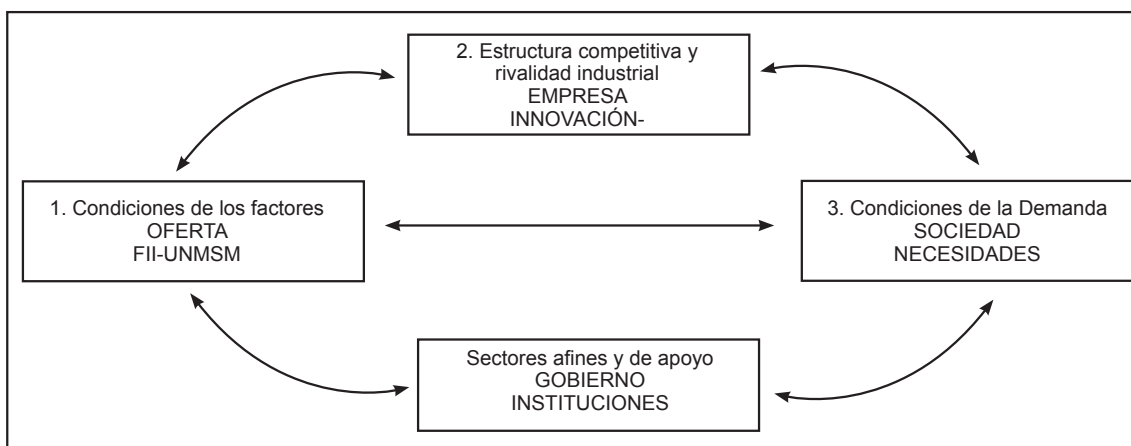 2. Estructura competitiva y
rivalidad industrial
EMPRESA
INNOVACIÓN-
1. Condiciones de los factores
OFERTA
FII-UNMSM
3. Condiciones de la Demanda
SOCIEDAD
NECESIDADES
Sectores afines y de apoyo
GOBIERNO
INSTITUCIONES